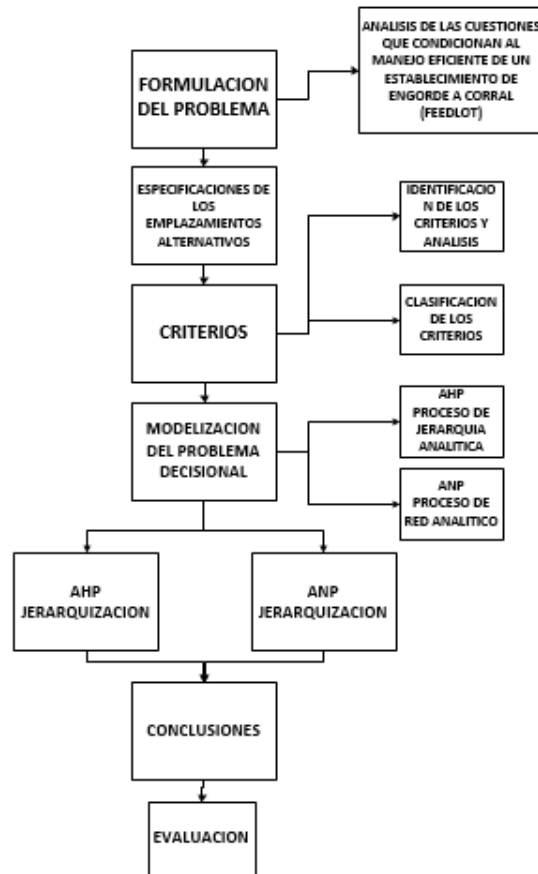 ANALISIS DE LAS CUESTIONES
QUE CONDICIONAN AL
MANEJO EFICIENTE DE UN
ESTABLECIMIENTO DE
ENGORDE A CORRAL
(FEEDLOT)
FORMULACION
DEL PROBLEMA
ESPECIFICACIONES DE
LOS
EMPLAZAMIENTOS
ALTERNATIVOS
IDENTIFICACIO
N DE LOS
CRITERIOS Y
ANALISIS
CRITERIOS
CLASIFICACION
DE LOS
CRITERIOS
MODELIZACION
DEL PROBLEMA
DECISIONAL
AHP
PROCESO DE
JERARQUIA
ANALITICA
ANP
PROCESO DE
RED ANALITICO
AHP
JERARQUIZACION
ANP
JERARQUIZACION
CONCLUSIONES
EVALUACION